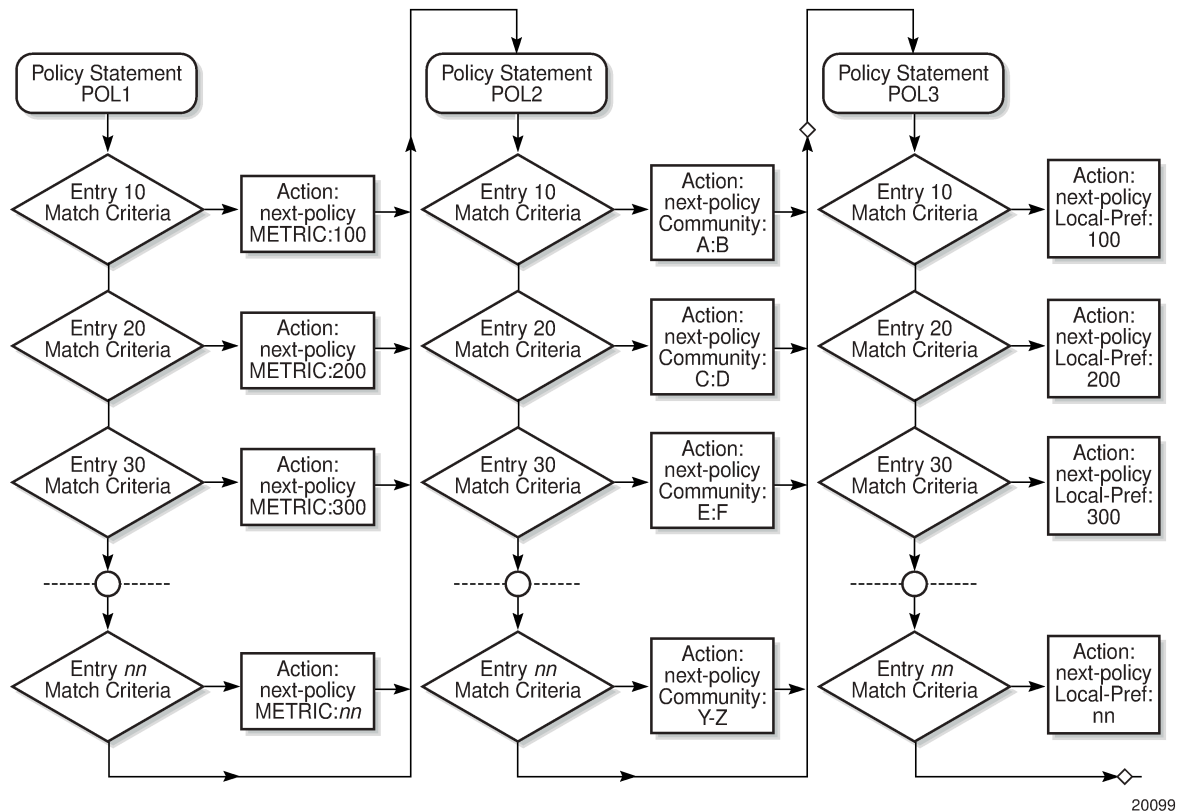 Policy Statement
POL1
Entry 10
Match Criteria
Action:
next-policy
METRIC:100
Entry 20
Match Criteria
Action:
next-policy
METRIC:200
Entry 30
Match Criteria
Action:
next-policy
METRIC:300
Entry nn
Match Criteria
Action:
next-policy
METRIC:nn
Policy Statement
POL2
Entry 10
Match Criteria
Action:
next-policy
Community:
A:B
Entry 20
Match Criteria
Action:
next-policy
Community:
C:D
Entry 30
Match Criteria
Action:
next-policy
Community:
E:F
Entry nn
Match Criteria
Action:
next-policy
Community:
Y-Z
Policy Statement
POL3
Entry 10
Match Criteria
Action:
next-policy
Local-Pref:
100
Entry 20
Match Criteria
Action:
next-policy
Local-Pref:
200
Entry 30
Match Criteria
Action:
next-policy
Local-Pref:
300
Entry nn
Match Criteria
Action:
next-policy
Local-Pref:
nn
20099